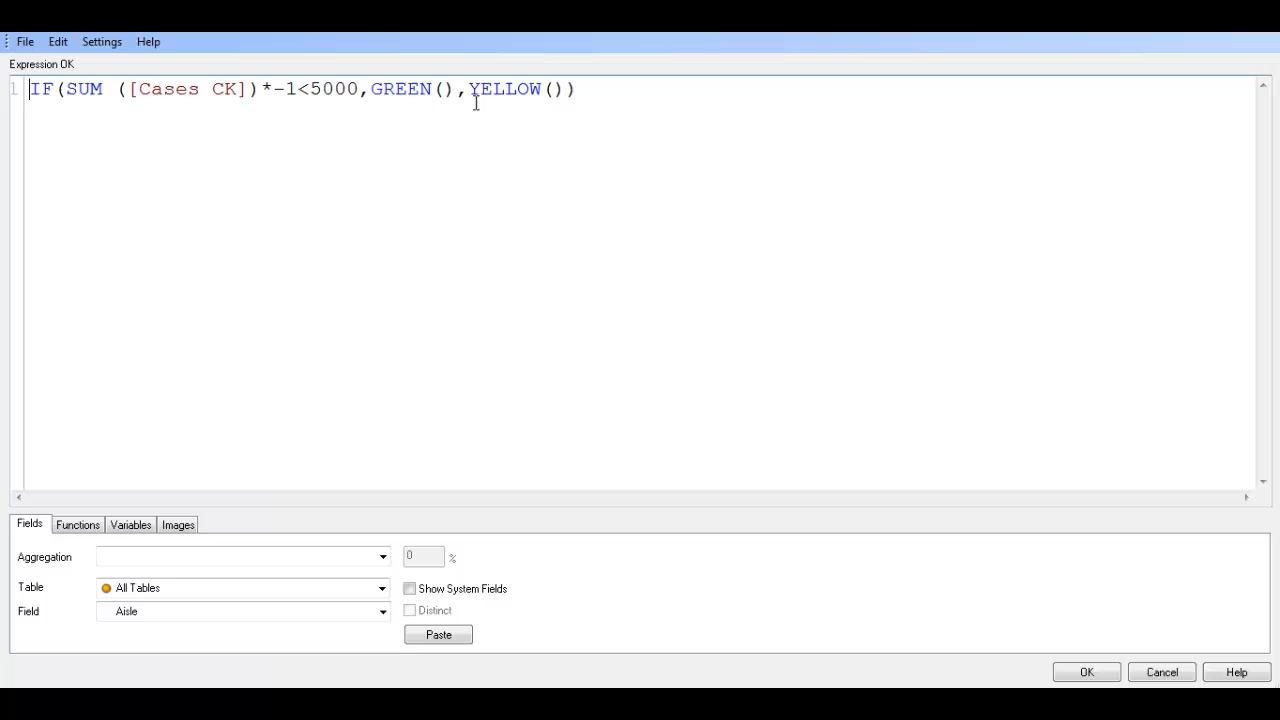 File Edit Settings Help
Expression OK
1 IF(SUM ([Cases CK])*-1<5000,GREEN(),YELLOW())
Fields Functions Variables Images
Aggregation 0 %
Table All Tables Show System Fields
Field Aisle Distinct
Paste
OK Cancel Help